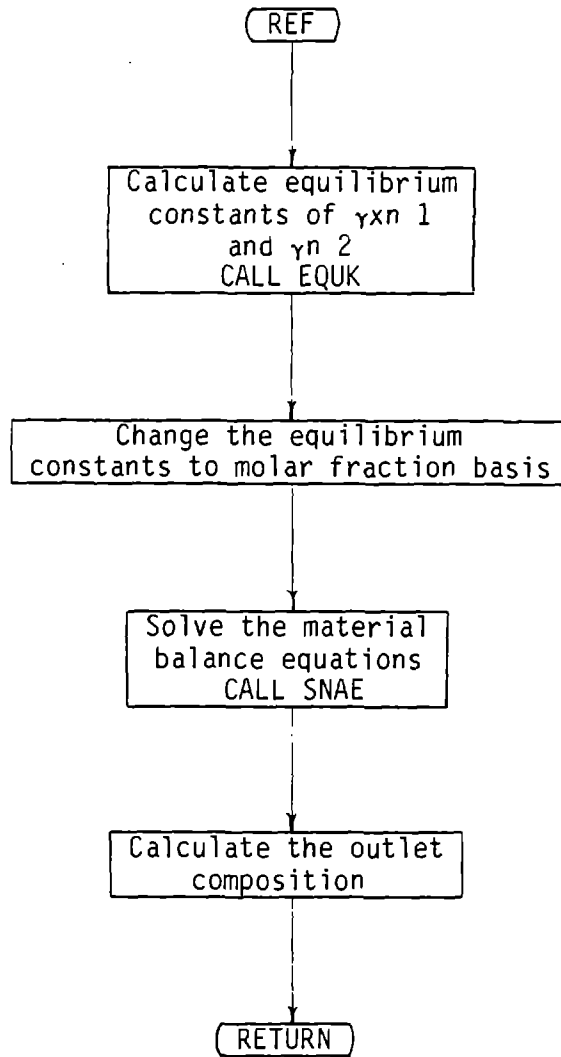 REF
Calculate equilibrium
constants of γxn 1
and γn 2
CALL EQUK
Change the equilibrium
constants to molar fraction basis
Solve the material
balance equations
CALL SNAE
Calculate the outlet
composition
RETURN